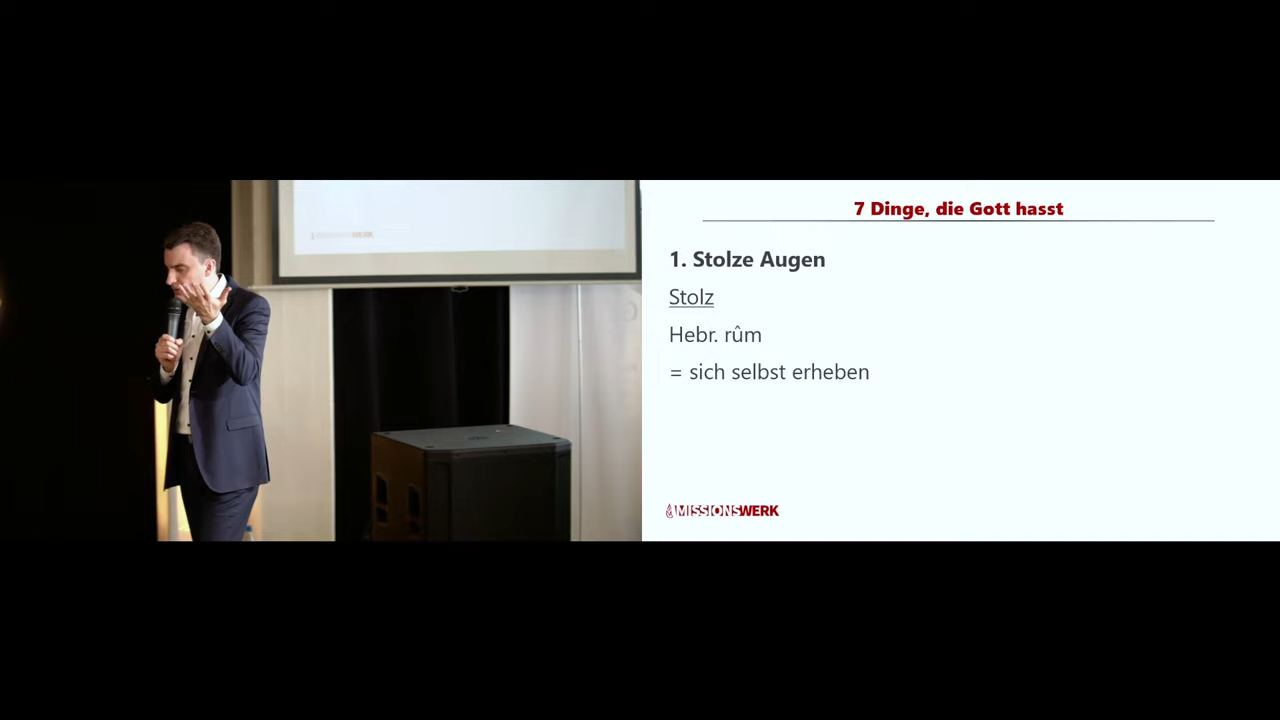 7 Dinge, die Gott hasst
1. Stolze Augen
Stolz
Hebr. rûm
= sich selbst erheben
MISSIONSWERK